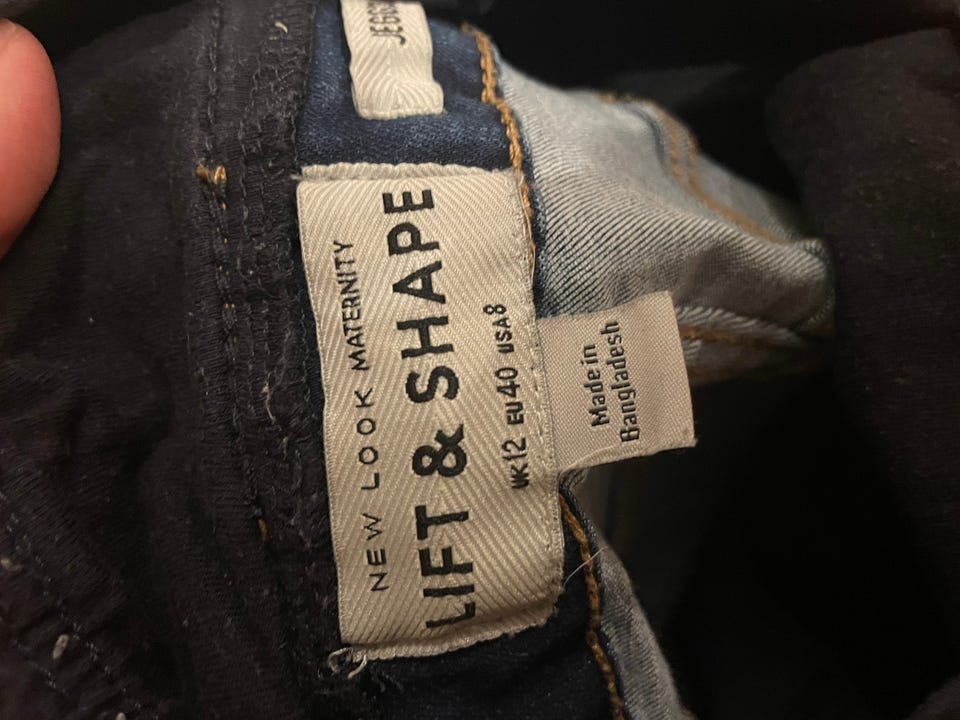 NEW LOOK MATERNITY
LIFT & SHAPE
UK12 EU40 USA8
Made in
Bangladesh